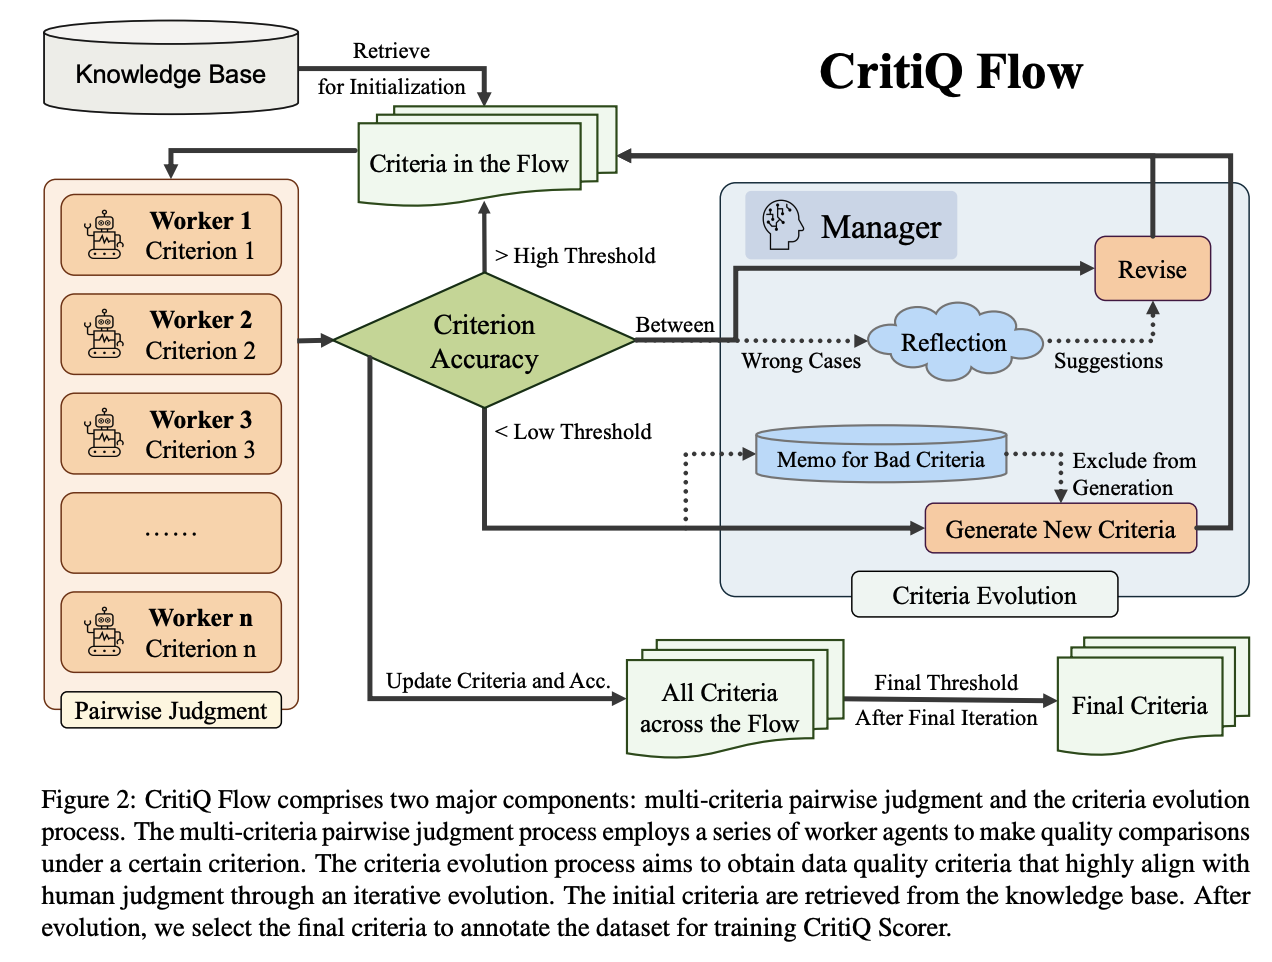 Knowledge Base
Retrieve
for Initialization
CritiQ Flow
Criteria in the Flow
Worker 1
Criterion 1
Worker 2
Criterion 2
Worker 3
Criterion 3
......
Worker n
Criterion n
Pairwise Judgment
> High Threshold
Criterion
Accuracy
Between
< Low Threshold
Manager
Revise
Reflection
Wrong Cases
Suggestions
Memo for Bad Criteria
Exclude from
Generation
Generate New Criteria
Criteria Evolution
Update Criteria and Acc.
All Criteria
across the Flow
Final Threshold
After Final Iteration
Final Criteria
Figure 2: CritiQ Flow comprises two major components: multi-criteria pairwise judgment and the criteria evolution
process. The multi-criteria pairwise judgment process employs a series of worker agents to make quality comparisons
under a certain criterion. The criteria evolution process aims to obtain data quality criteria that highly align with
human judgment through an iterative evolution. The initial criteria are retrieved from the knowledge base. After
evolution, we select the final criteria to annotate the dataset for training CritiQ Scorer.